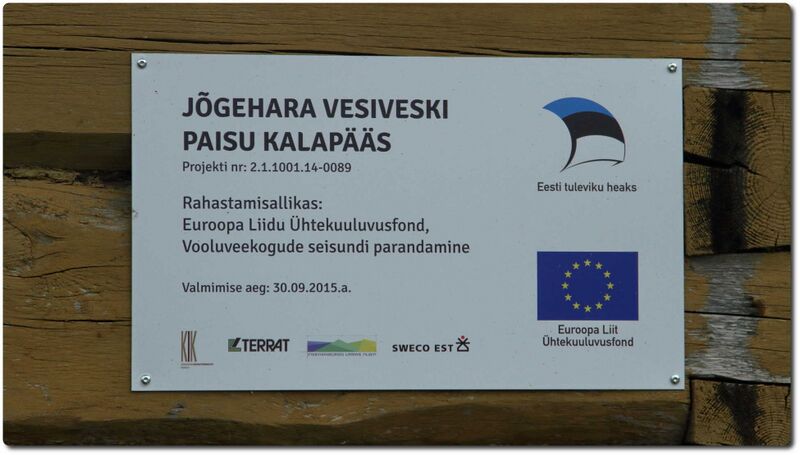 JÕGEHARA VESIVESKI
PAISU KALAPÄÄS
Projekti nr: 2.1.1001.14-0089
Rahastamisallikas:
Euroopa Liidu Ühtekuuluvusfond,
Vooluveekogude seisundi parandamine
Valmimise aeg: 30.09.2015.a.
Eesti tuleviku heaks
Euroopa Liit
Ühtekuuluvusfond
KIK
TERRAT
SWECO EST